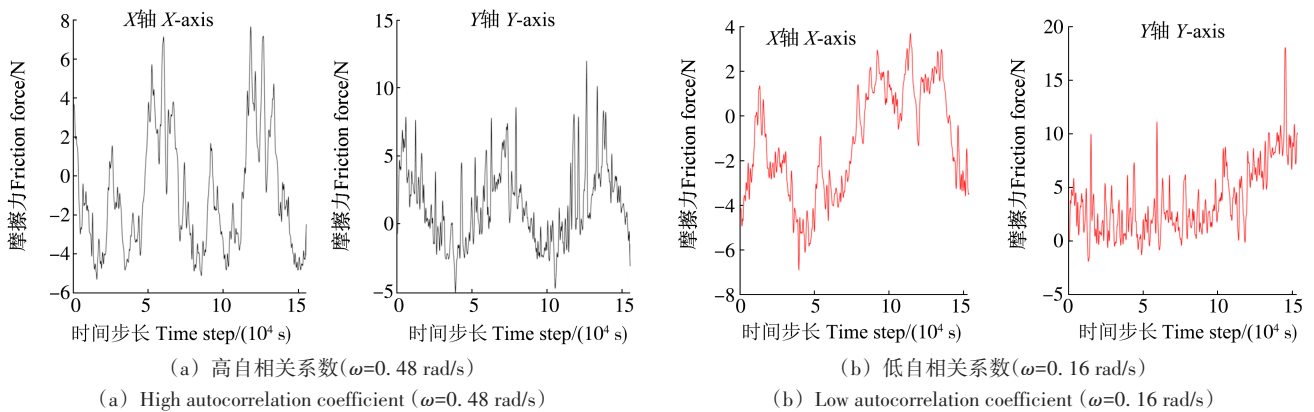 X轴 X-axis
8
6
4
2
0
−2
−4
−6
摩擦力Friction force/N
0
5
10
15
时间步长 Time step/(10⁴ s)
Y轴 Y-axis
15
10
5
0
−5
摩擦力Friction force/N
0
5
10
15
时间步长 Time step/(10⁴ s)
(a) 高自相关系数(ω=0. 48 rad/s)
(a) High autocorrelation coefficient (ω=0. 48 rad/s)
X轴 X-axis
4
2
0
−2
−4
−6
−8
摩擦力Friction force/N
0
5
10
15
时间步长 Time step/(10⁴ s)
Y轴 Y-axis
20
15
10
5
0
−5
摩擦力Friction force/N
0
5
10
15
时间步长 Time step/(10⁴ s)
(b) 低自相关系数(ω=0. 16 rad/s)
(b) Low autocorrelation coefficient (ω=0. 16 rad/s)